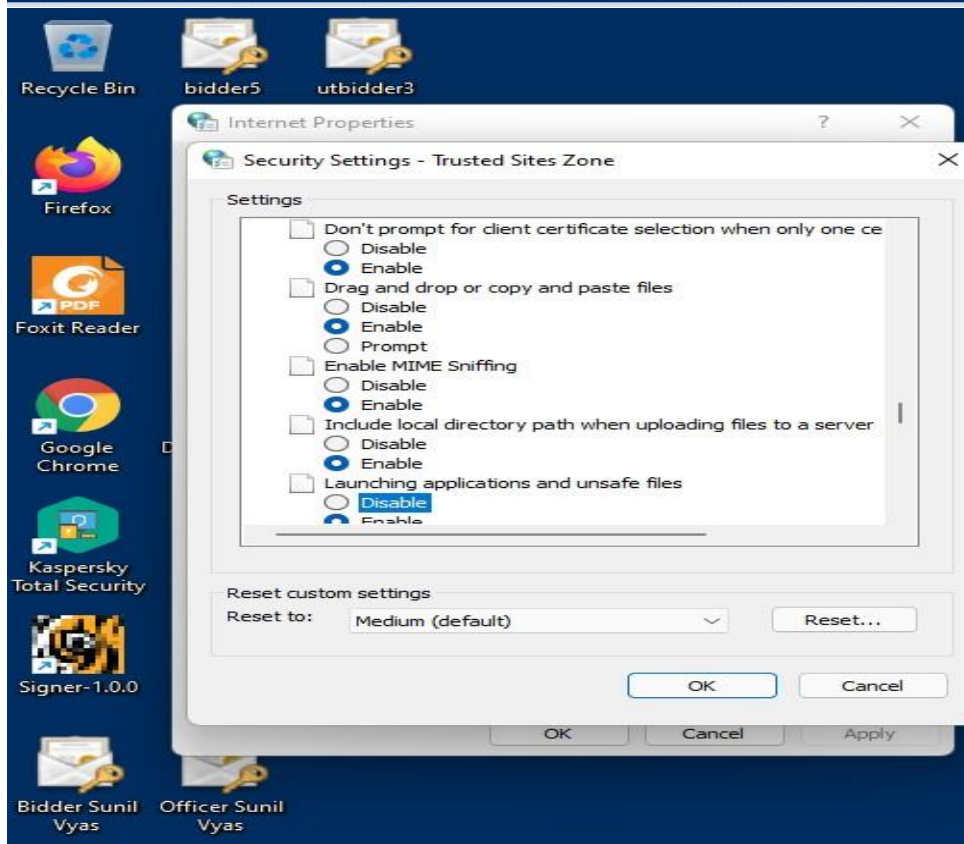 Recycle Bin
bidder5
utbidder3
Internet Properties
?
Security Settings - Trusted Sites Zone
Firefox
Settings
Don't prompt for client certificate selection when only one ce
Disable
Enable
Drag and drop or copy and paste files
Disable
Enable
Prompt
Enable MIME Sniffing
Disable
Enable
Include local directory path when uploading files to a server
Disable
Enable
Launching applications and unsafe files
Disable
Enable
PDF
Foxit Reader
Google
Chrome
D
Kaspersky
Total Security
Reset custom settings
Reset to:
Medium (default)
Reset...
Signer-1.0.0
OK
Cancel
OK
Cancel
Apply
Bidder Sunil
Vyas
Officer Sunil
Vyas